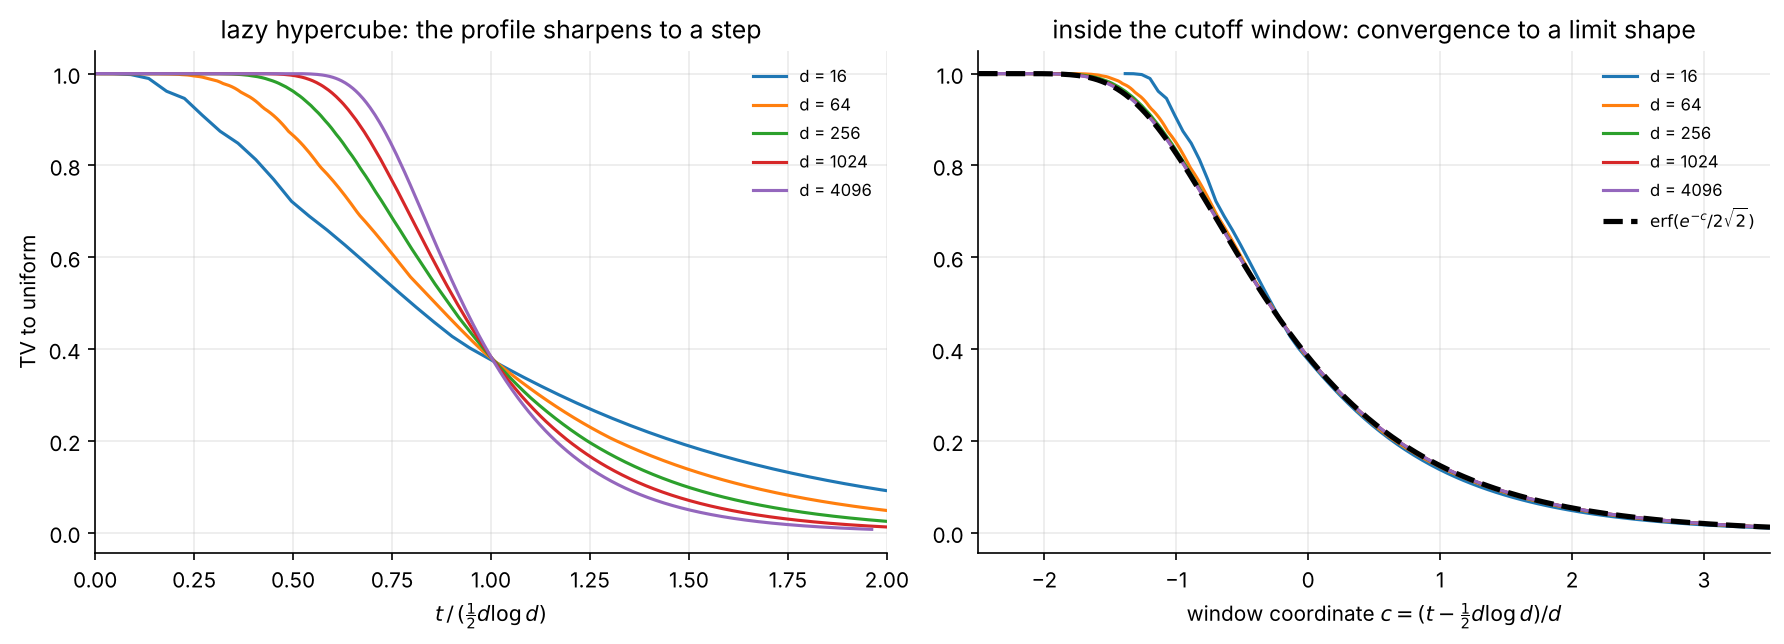 lazy hypercube: the profile sharpens to a step
TV to uniform
1.0
0.8
0.6
0.4
0.2
0.0
d = 16
d = 64
d = 256
d = 1024
d = 4096
0.00 0.25 0.50 0.75 1.00 1.25 1.50 1.75 2.00
t / (½d log d)
inside the cutoff window: convergence to a limit shape
1.0
0.8
0.6
0.4
0.2
0.0
d = 16
d = 64
d = 256
d = 1024
d = 4096
erf(e⁻ᶜ/2√2)
−2 −1 0 1 2 3
window coordinate c = (t − ½d log d)/d